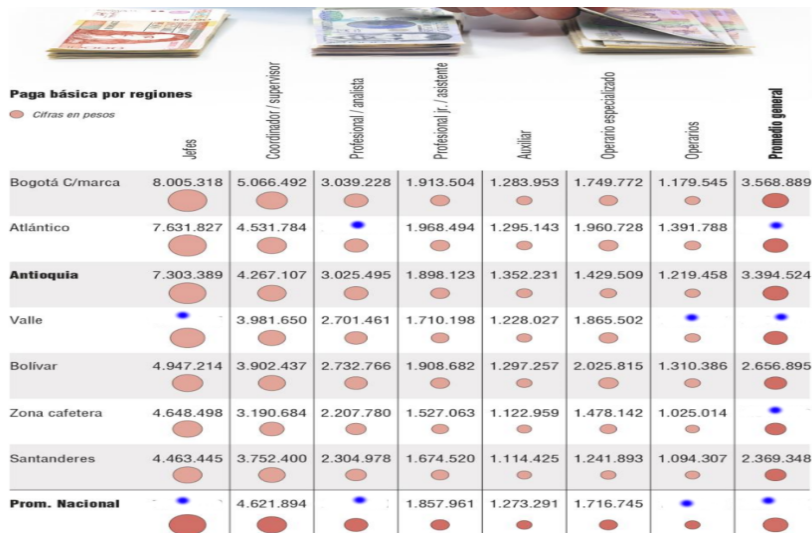 Paga básica por regiones
Cifras en pesos
Jefes
Coordinador / supervisor
Profesional / analista
Profesional jr. / asistente
Auxiliar
Operario especializado
Operarios
Promedio general
Bogotá C/marca 8.005.318 5.066.492 3.039.228 1.913.504 1.283.953 1.749.772 1.179.545 3.568.889
Atlántico 7.631.827 4.531.784 1.968.494 1.295.143 1.960.728 1.391.788
Antioquia 7.303.389 4.267.107 3.025.495 1.898.123 1.352.231 1.429.509 1.219.458 3.394.524
Valle 3.981.650 2.701.461 1.710.198 1.228.027 1.865.502
Bolívar 4.947.214 3.902.437 2.732.766 1.908.682 1.297.257 2.025.815 1.310.386 2.656.895
Zona cafetera 4.648.498 3.190.684 2.207.780 1.527.063 1.122.959 1.478.142 1.025.014
Santanderes 4.463.445 3.752.400 2.304.978 1.674.520 1.114.425 1.241.893 1.094.307 2.369.348
Prom. Nacional 4.621.894 1.857.961 1.273.291 1.716.745